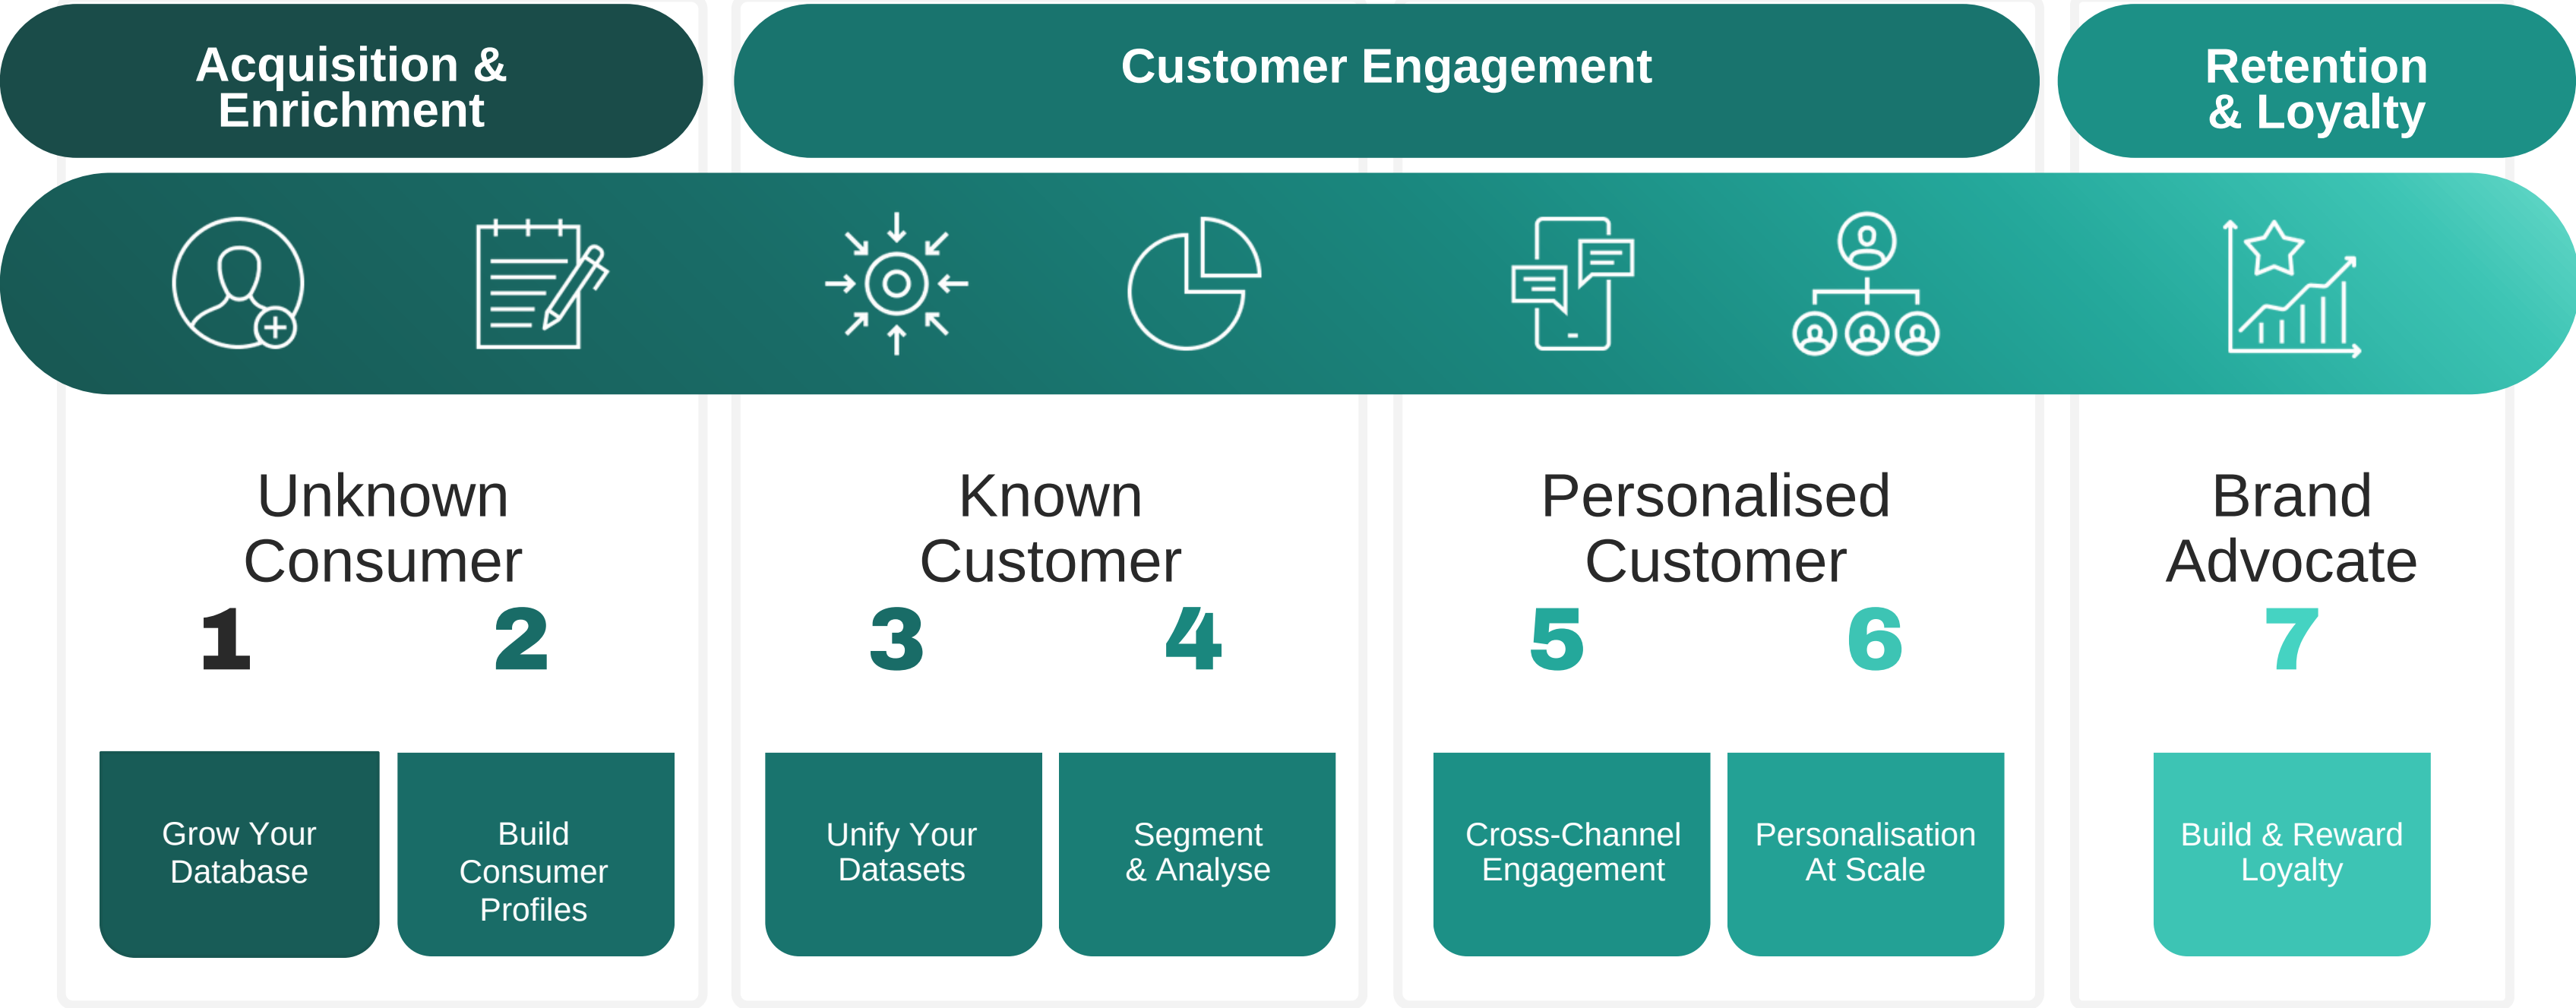 Acquisition &
Enrichment
Customer Engagement
Retention
& Loyalty
Unknown
Consumer
Known
Customer
Personalised
Customer
Brand
Advocate
1
2
3
4
5
6
7
Grow Your
Database
Build
Consumer
Profiles
Unify Your
Datasets
Segment
& Analyse
Cross-Channel
Engagement
Personalisation
At Scale
Build & Reward
Loyalty